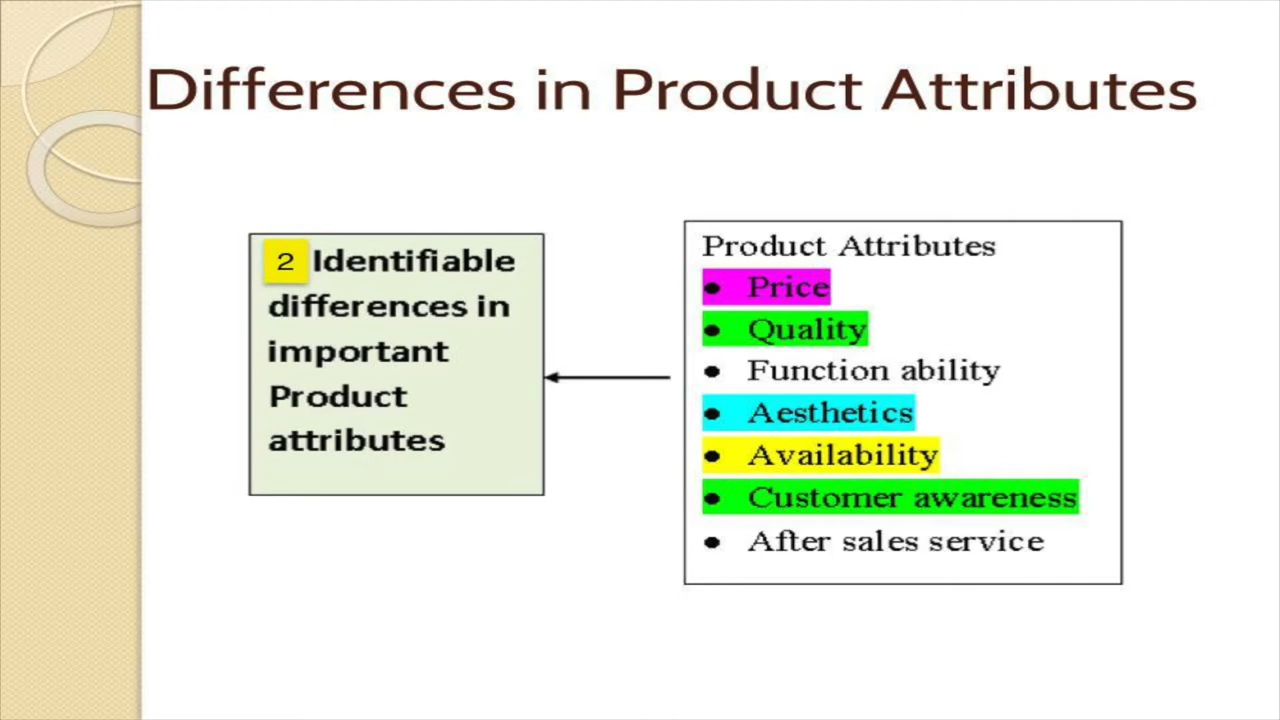 Differences in Product Attributes
2 Identifiable
differences in
important
Product
attributes
Product Attributes
● Price
● Quality
● Function ability
● Aesthetics
● Availability
● Customer awareness
● After sales service